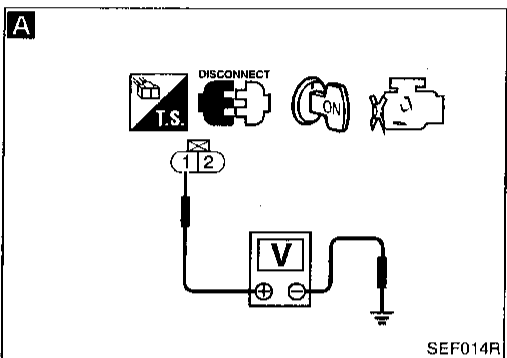 A
DISCONNECT
T.S.
ON
1 2
V
+ -
SEF014R